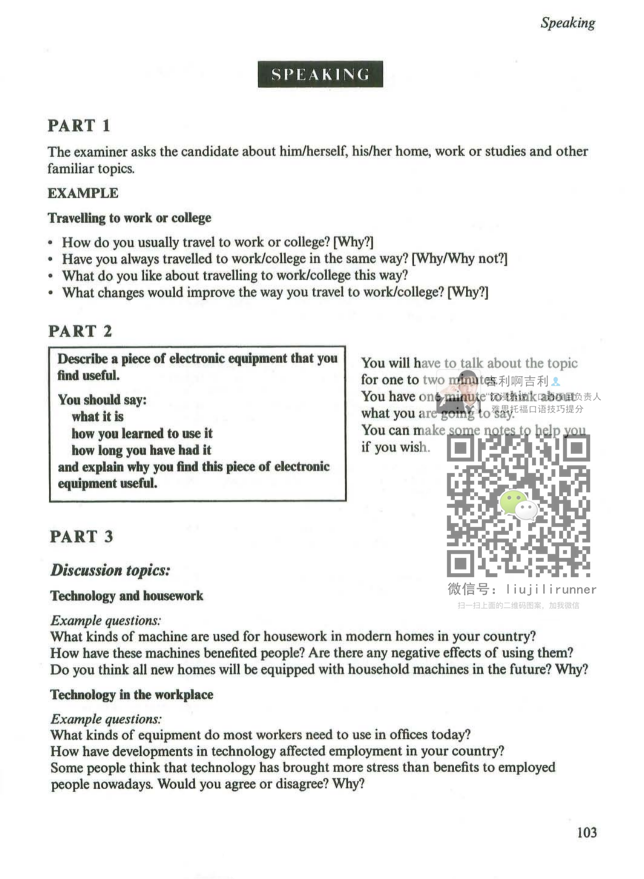 Speaking
SPEAKING
PART 1
The examiner asks the candidate about him/herself, his/her home, work or studies and other
familiar topics.
EXAMPLE
Travelling to work or college
• How do you usually travel to work or college? [Why?]
• Have you always travelled to work/college in the same way? [Why/Why not?]
• What do you like about travelling to work/college this way?
• What changes would improve the way you travel to work/college? [Why?]
PART 2
Describe a piece of electronic equipment that you
find useful.
You should say:
what it is
how you learned to use it
how long you have had it
and explain why you find this piece of electronic
equipment useful.
You will have to talk about the topic
for one to two minutes.
You have one minute to think about
what you are going to say.
You can make some notes to help you
if you wish.
吉利啊吉利
负责人
雅思托福口语技巧提分
微信号: liujilirunner
扫一扫上面的二维码图案，加我微信
PART 3
Discussion topics:
Technology and housework
Example questions:
What kinds of machine are used for housework in modern homes in your country?
How have these machines benefited people? Are there any negative effects of using them?
Do you think all new homes will be equipped with household machines in the future? Why?
Technology in the workplace
Example questions:
What kinds of equipment do most workers need to use in offices today?
How have developments in technology affected employment in your country?
Some people think that technology has brought more stress than benefits to employed
people nowadays. Would you agree or disagree? Why?
103